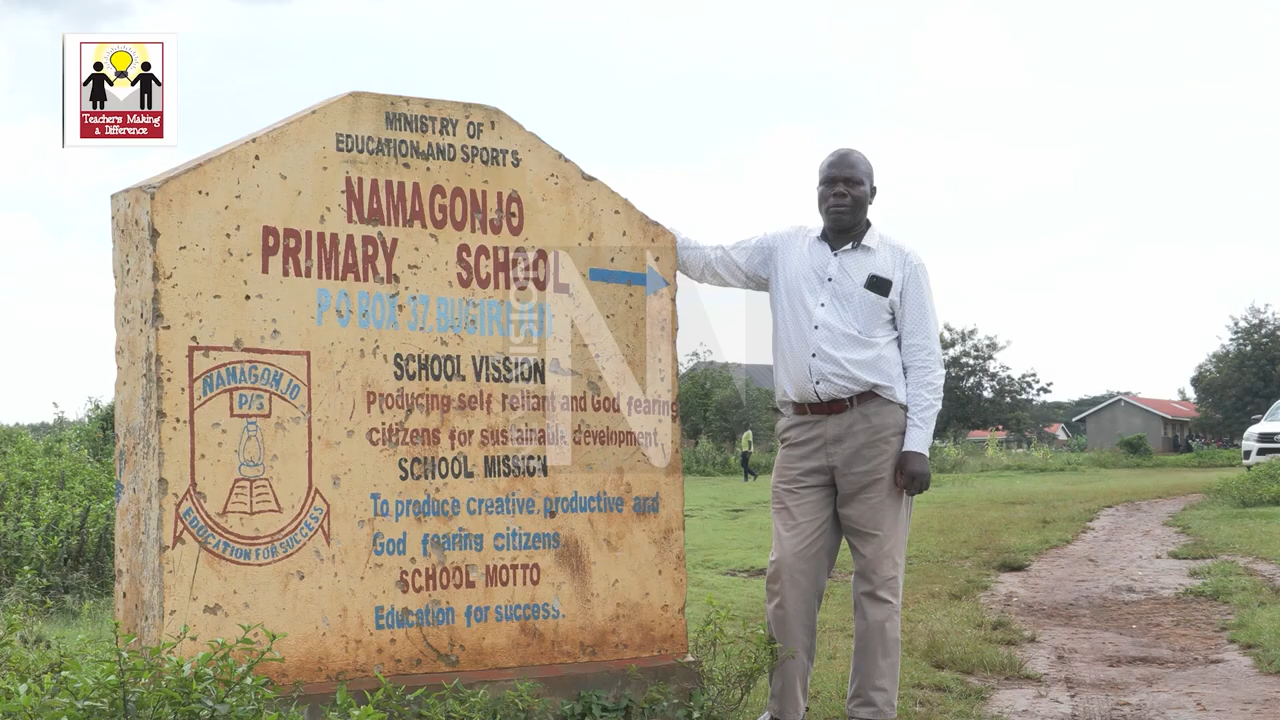 Teachers Making
a Difference
MINISTRY OF
EDUCATION AND SPORTS
NAMAGONJO
PRIMARY SCHOOL
P O BOX 37, BUGIRI
SCHOOL VISSION
Producing self reliant and God fearing
citizens for sustainable development
SCHOOL MISSION
To produce creative, productive and
God fearing citizens
SCHOOL MOTTO
Education for success.
NAMAGONJO
P/S
EDUCATION FOR SUCCESS
N